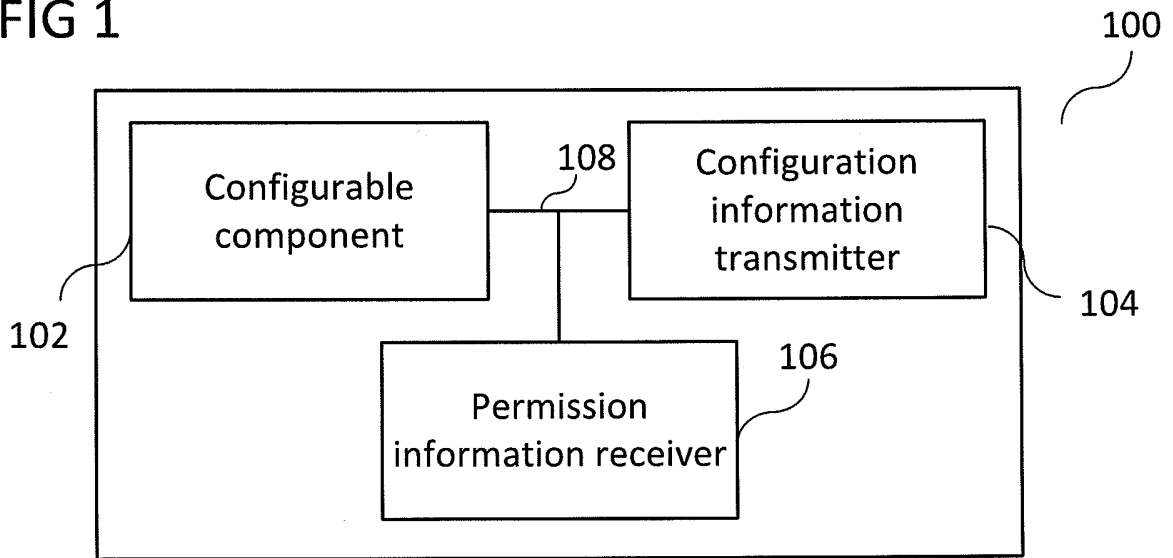 FIG 1
100
Configurable
component
108
Configuration
information
transmitter
102
104
Permission
information receiver
106